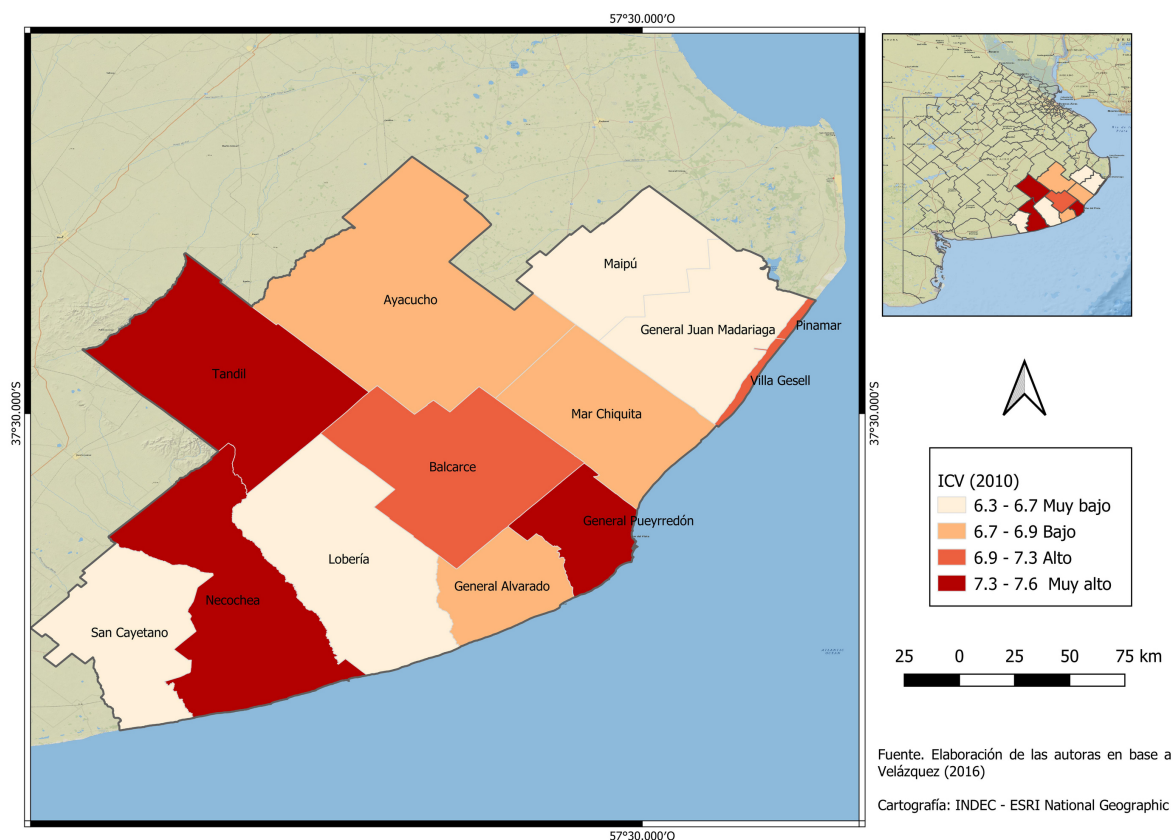 57°30.000'O
37°30.000'S
Maipú
Ayacucho
General Juan Madariaga
Pinamar
Tandil
Villa Gesell
Mar Chiquita
Balcarce
General Pueyrredón
Lobería
General Alvarado
Necochea
San Cayetano
37°30.000'S
57°30.000'O
ICV (2010)
6.3 - 6.7 Muy bajo
6.7 - 6.9 Bajo
6.9 - 7.3 Alto
7.3 - 7.6 Muy alto
25 0 25 50 75 km
Fuente. Elaboración de las autoras en base a
Velázquez (2016)
Cartografía: INDEC - ESRI National Geographic